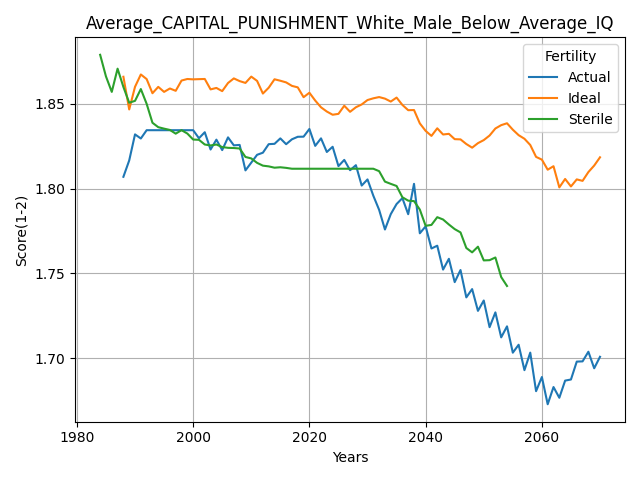 Average_CAPITAL_PUNISHMENT_White_Male_Below_Average_IQ
Fertility
Actual
Ideal
Sterile
Score(1-2)
1.85
1.80
1.75
1.70
1980 2000 2020 2040 2060
Years